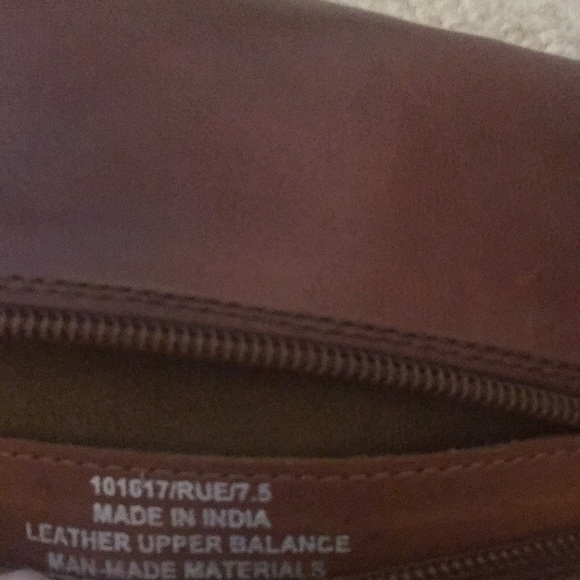 101617/RUE/7.5
MADE IN INDIA
LEATHER UPPER BALANCE
MAN-MADE MATERIALS